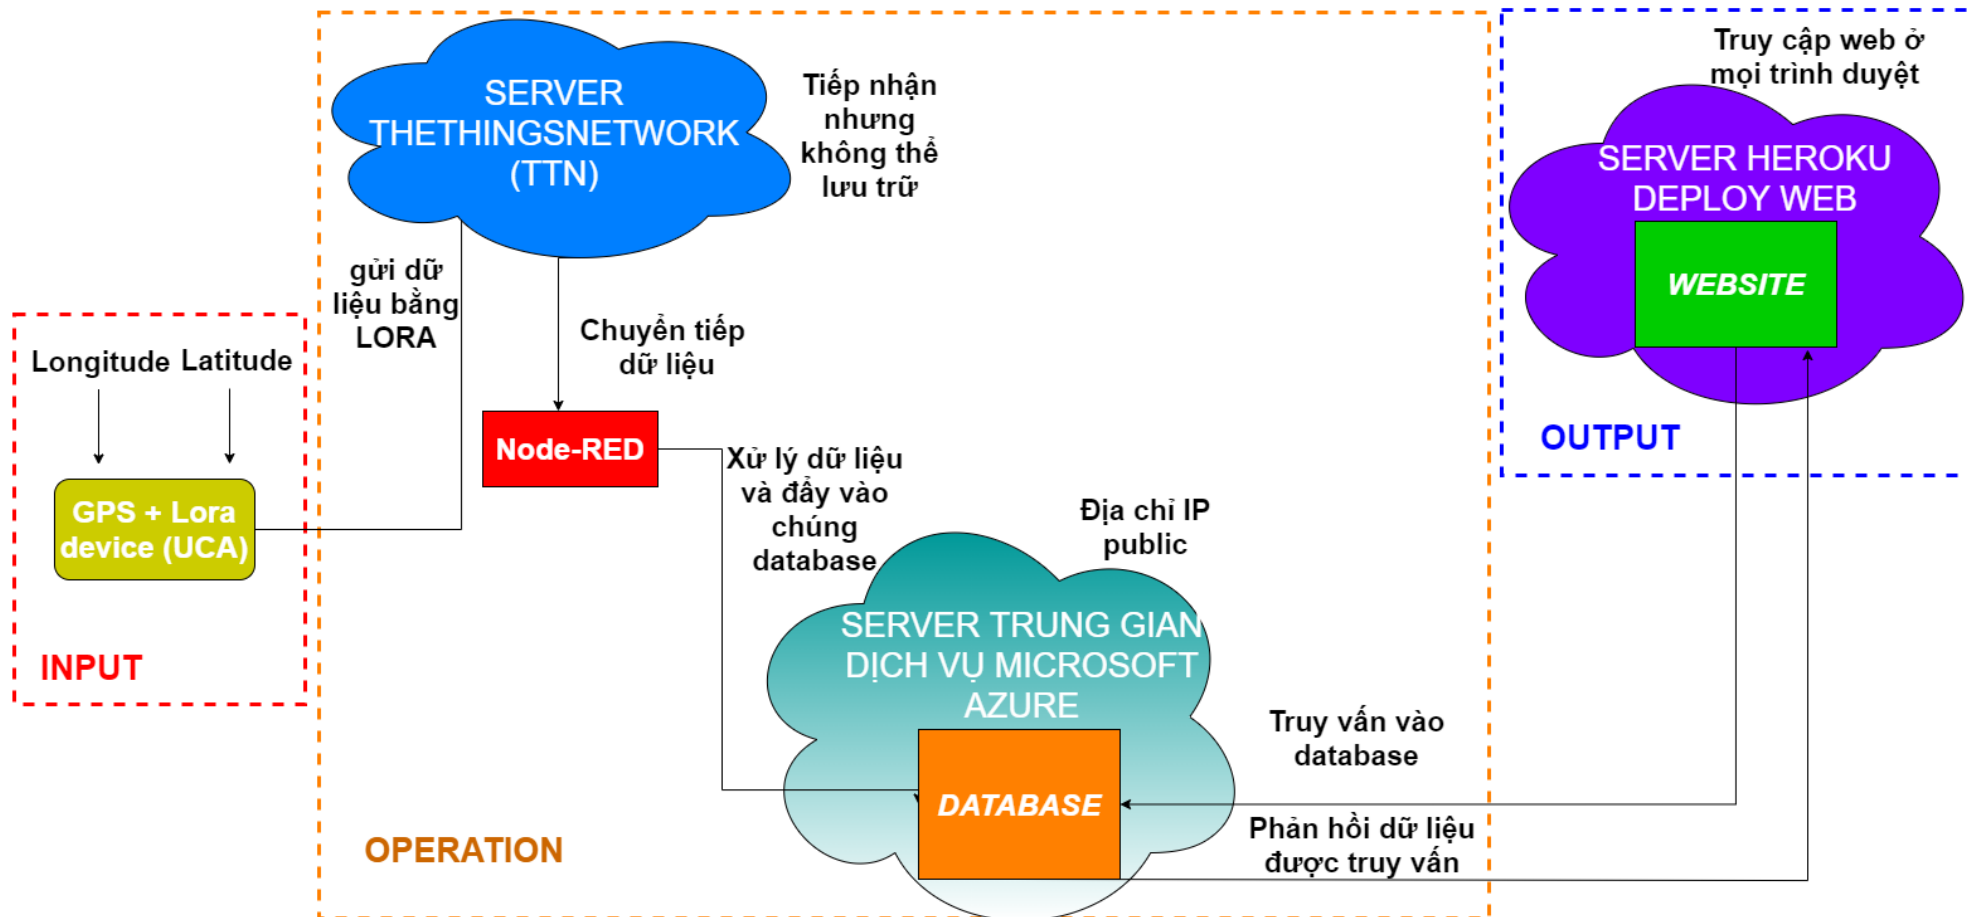 SERVER
THETHINGSNETWORK
(TTN)
Tiếp nhận
nhưng
không thể
lưu trữ
Truy cập web ở
mọi trình duyệt
SERVER HEROKU
DEPLOY WEB
WEBSITE
OUTPUT
gửi dữ
liệu bằng
LORA
Chuyển tiếp
dữ liệu
Longitude
Latitude
GPS + Lora
device (UCA)
INPUT
Node-RED
Xử lý dữ liệu
và đẩy vào
chúng
database
Địa chỉ IP
public
SERVER TRUNG GIAN
DỊCH VỤ MICROSOFT
AZURE
DATABASE
Truy vấn vào
database
Phản hồi dữ liệu
được truy vấn
OPERATION